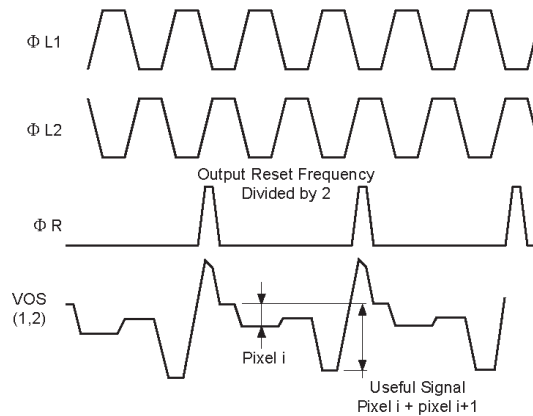 Φ L1
Φ L2
Output Reset Frequency
Divided by 2
Φ R
VOS
(1,2)
Pixel i
Useful Signal
Pixel i + pixel i+1